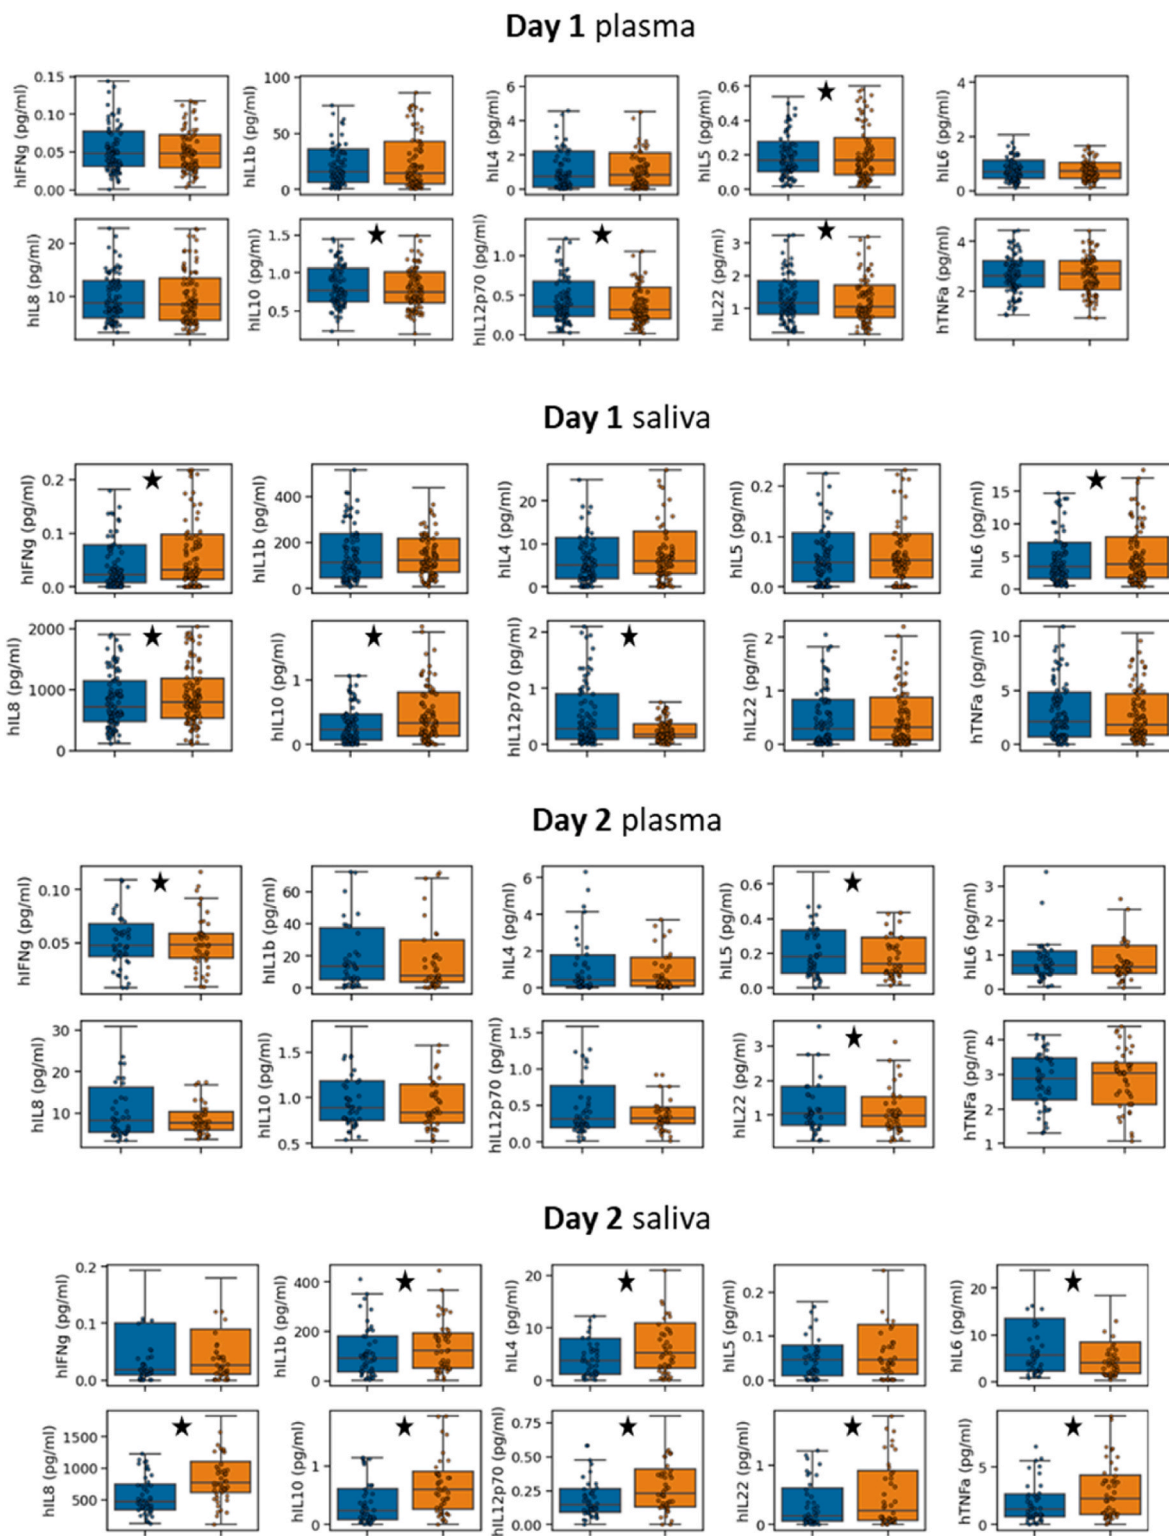 Day 1 plasma
hIFNg (pg/ml) 0.15 0.10 0.05 0.00
hIL1b (pg/ml) 100 50 0
hIL4 (pg/ml) 6 4 2 0
hIL5 (pg/ml) 0.6 0.4 0.2 0.0
hIL6 (pg/ml) 4 2 0
hIL8 (pg/ml) 20 10
hIL10 (pg/ml) 1.5 1.0 0.5
hIL12p70 (pg/ml) 1.0 0.5 0.0
hIL22 (pg/ml) 3 2 1
hTNFa (pg/ml) 4 2
Day 1 saliva
hIFNg (pg/ml) 0.2 0.1 0.0
hIL1b (pg/ml) 400 200 0
hIL4 (pg/ml) 20 10 0
hIL5 (pg/ml) 0.2 0.1 0.0
hIL6 (pg/ml) 15 10 5 0
hIL8 (pg/ml) 2000 1000 0
hIL10 (pg/ml) 1 0
hIL12p70 (pg/ml) 2 1 0
hIL22 (pg/ml) 2 1 0
hTNFa (pg/ml) 10 5 0
Day 2 plasma
hIFNg (pg/ml) 0.10 0.05
hIL1b (pg/ml) 60 40 20 0
hIL4 (pg/ml) 6 4 2 0
hIL5 (pg/ml) 0.6 0.4 0.2 0.0
hIL6 (pg/ml) 3 2 1 0
hIL8 (pg/ml) 30 20 10
hIL10 (pg/ml) 1.5 1.0 0.5
hIL12p70 (pg/ml) 1.5 1.0 0.5 0.0
hIL22 (pg/ml) 3 2 1
hTNFa (pg/ml) 4 3 2 1
Day 2 saliva
hIFNg (pg/ml) 0.2 0.1 0.0
hIL1b (pg/ml) 400 200 0
hIL4 (pg/ml) 20 10 0
hIL5 (pg/ml) 0.2 0.1 0.0
hIL6 (pg/ml) 20 10 0
hIL8 (pg/ml) 1500 1000 500
hIL10 (pg/ml) 1 0
hIL12p70 (pg/ml) 0.75 0.50 0.25 0.00
hIL22 (pg/ml) 1 0
hTNFa (pg/ml) 5 0